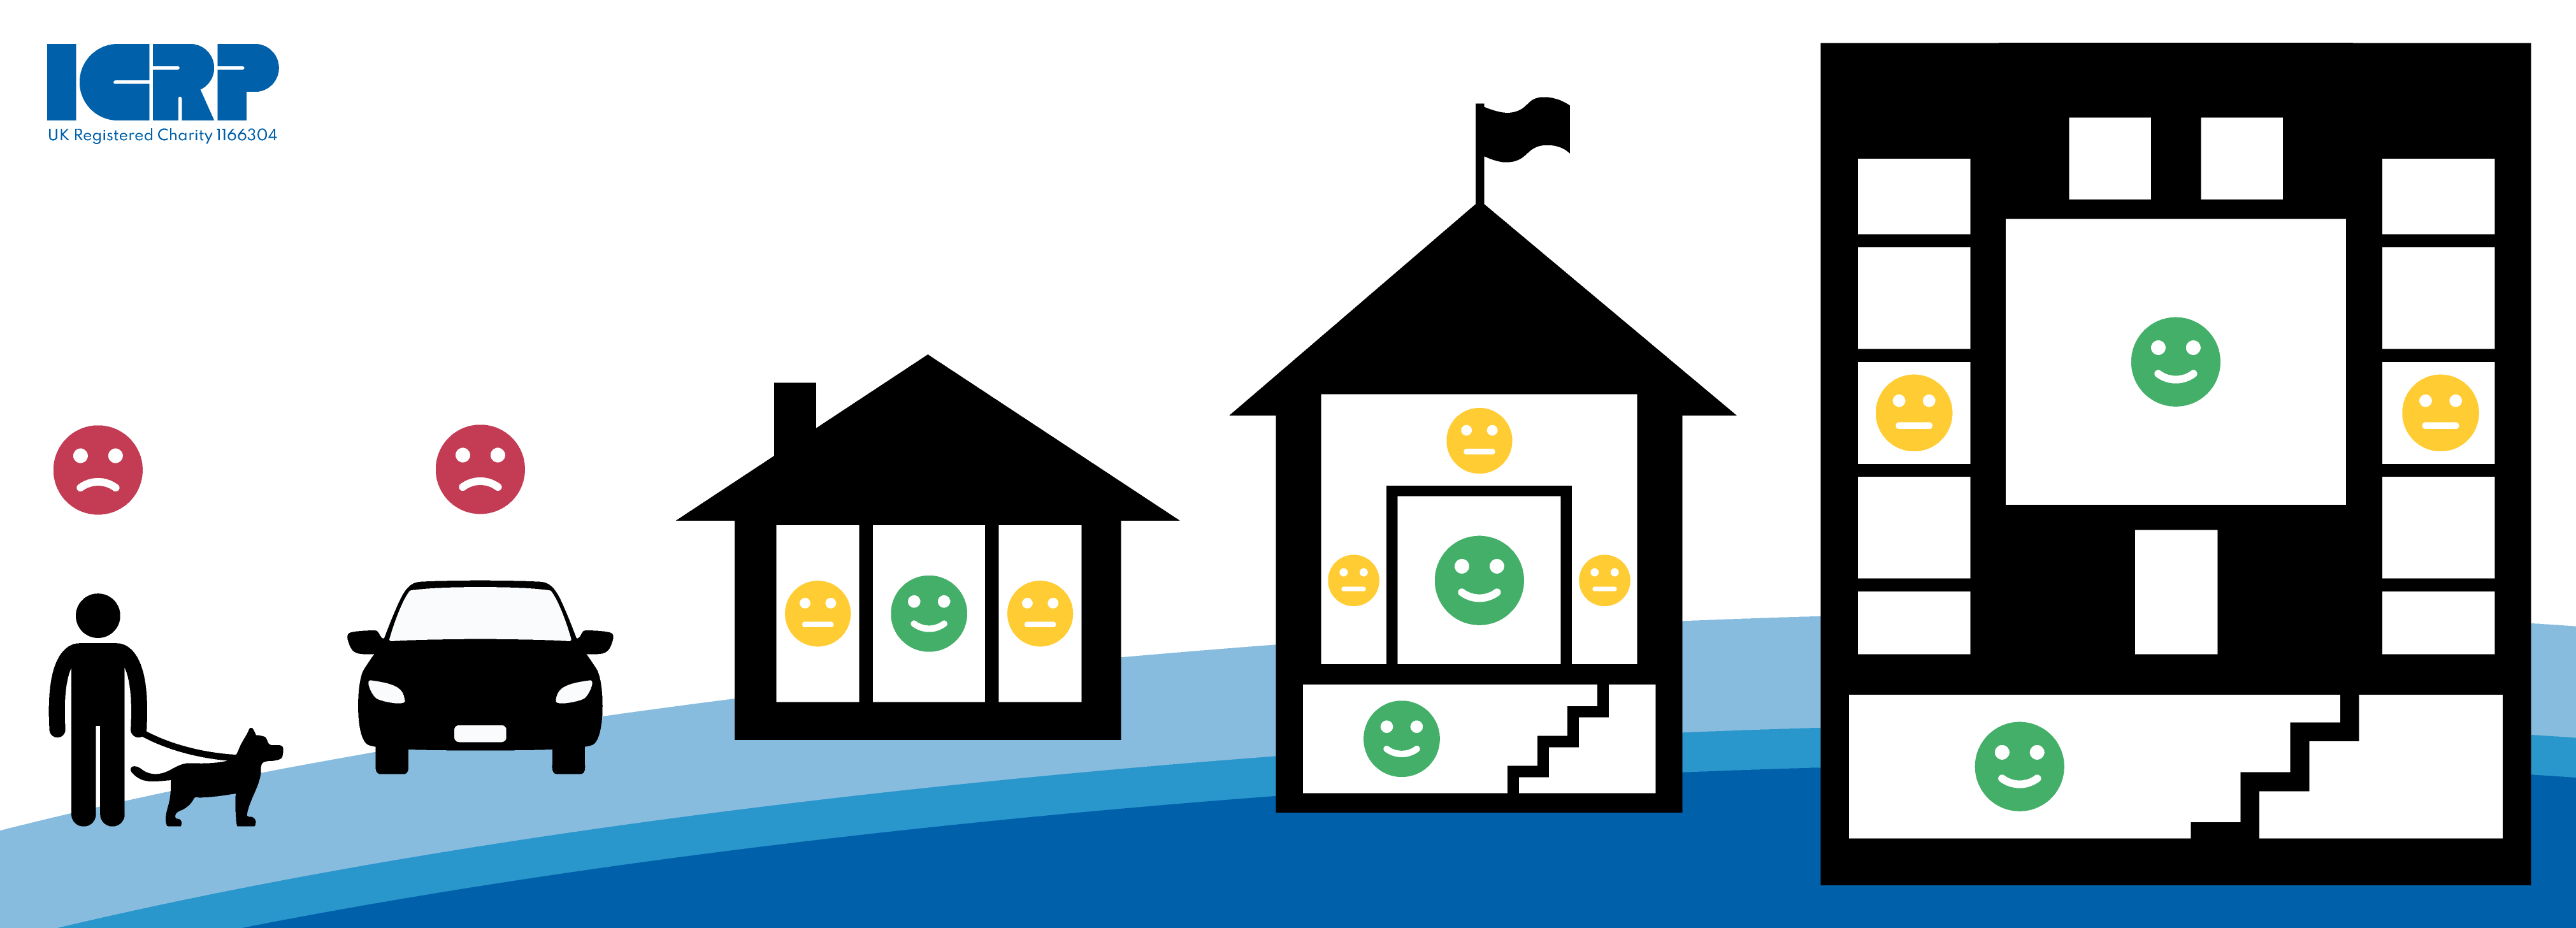 ICRP
UK Registered Charity 1166304